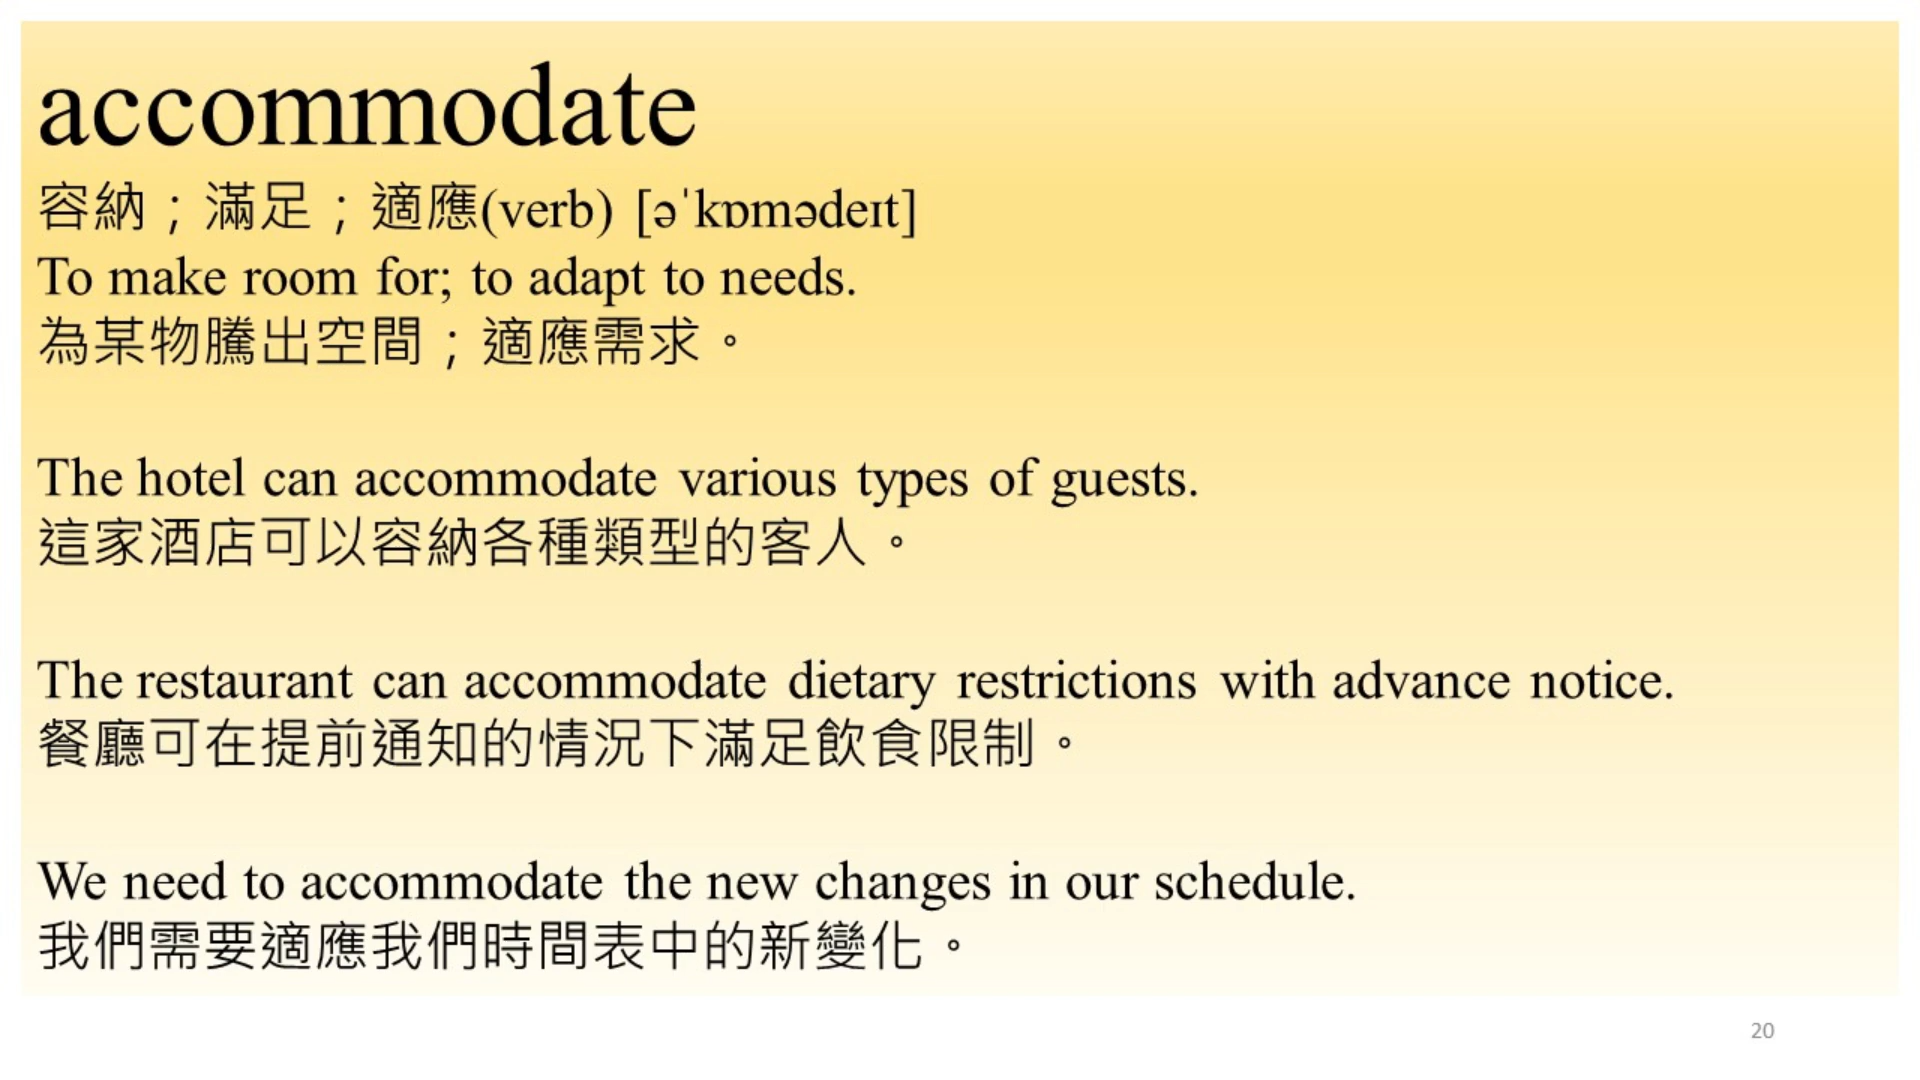 accommodate
容納；滿足；適應(verb) [əˈkɒmədeɪt]
To make room for; to adapt to needs.
為某物騰出空間；適應需求。
The hotel can accommodate various types of guests.
這家酒店可以容納各種類型的客人。
The restaurant can accommodate dietary restrictions with advance notice.
餐廳可在提前通知的情況下滿足飲食限制。
We need to accommodate the new changes in our schedule.
我們需要適應我們時間表中的新變化。
20